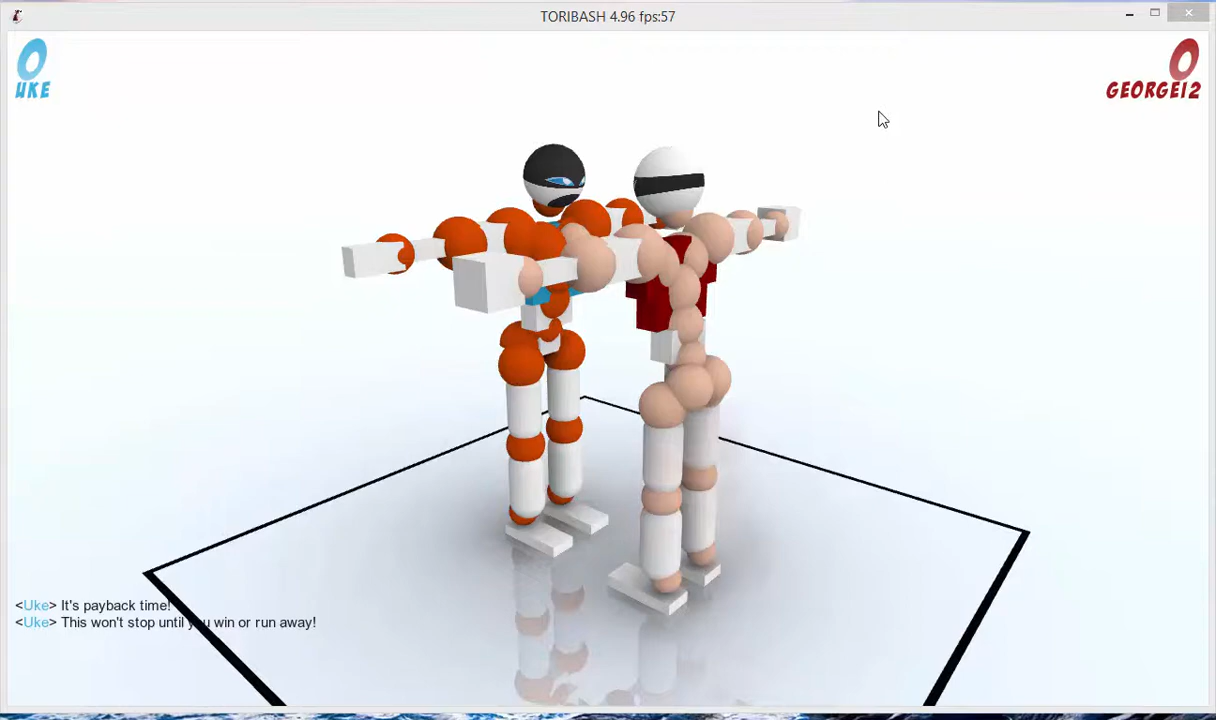 TORIBASH 4.96 fps:57
0
UKE
0
GEORGE12
<Uke> It's payback time!
<Uke> This won't stop until you win or run away!